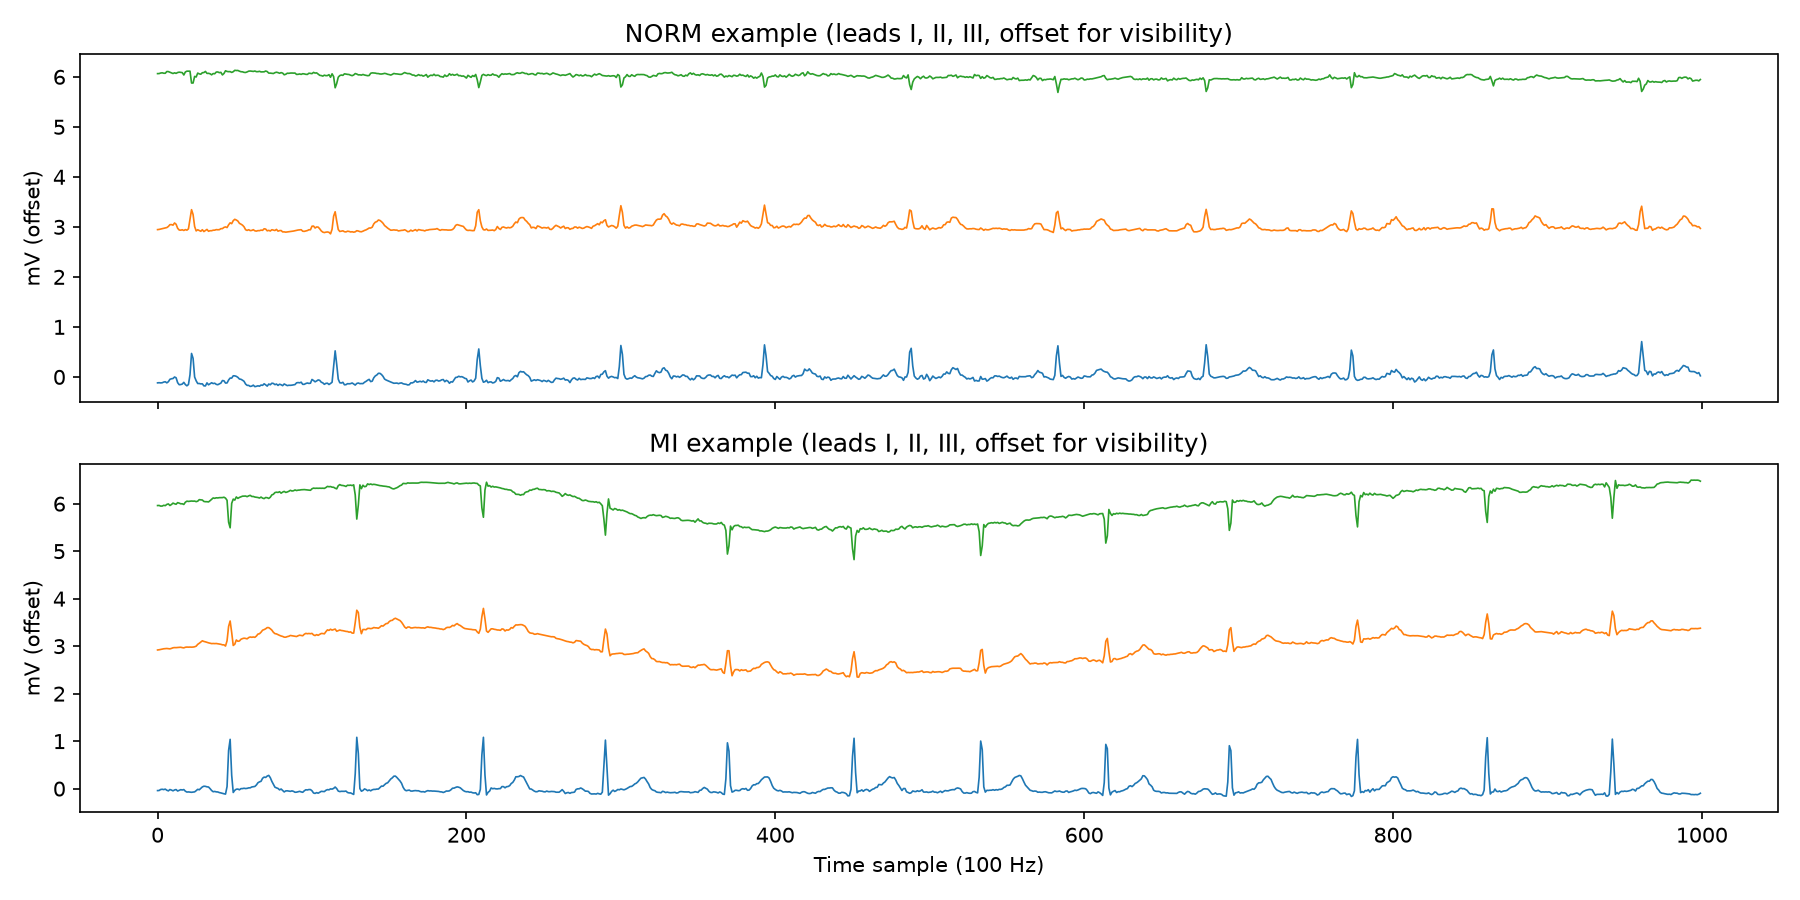 NORM example (leads I, II, III, offset for visibility)
6
5
4
3
2
1
0
mV (offset)
MI example (leads I, II, III, offset for visibility)
6
5
4
3
2
1
0
mV (offset)
0 200 400 600 800 1000
Time sample (100 Hz)